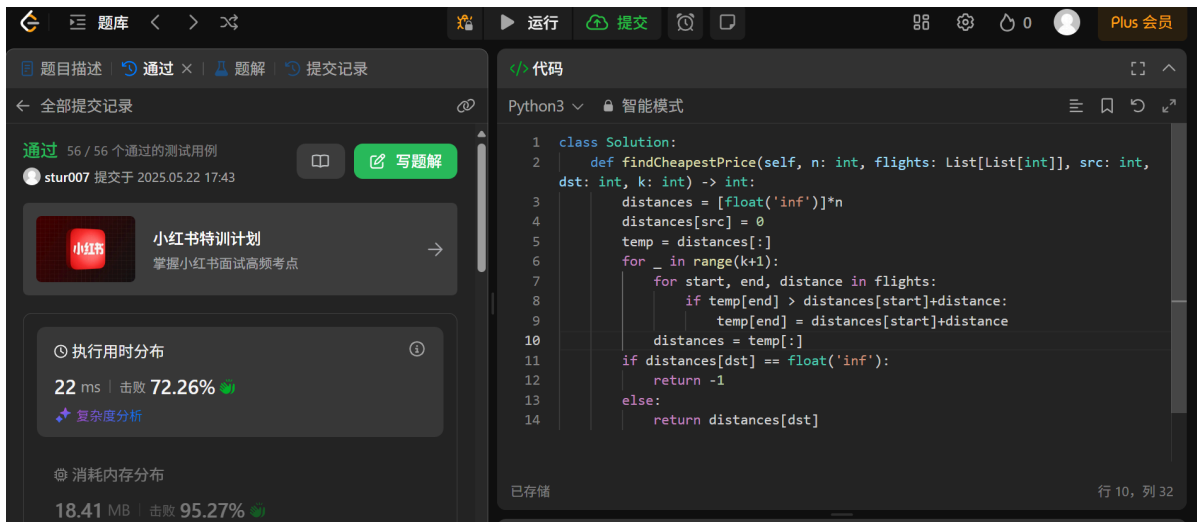 题库 运行 提交 0 Plus 会员
题目描述 通过 题解 提交记录
全部提交记录
通过 56 / 56 个通过的测试用例
stur007 提交于 2025.05.22 17:43
写题解
小红书
小红书特训计划
掌握小红书面试高频考点
执行用时分布
22 ms 击败 72.26%
复杂度分析
消耗内存分布
18.41 MB 击败 95.27%
</> 代码
Python3 智能模式
1 class Solution:
2 def findCheapestPrice(self, n: int, flights: List[List[int]], src: int,
dst: int, k: int) -> int:
3 distances = [float('inf')]*n
4 distances[src] = 0
5 temp = distances[:]
6 for _ in range(k+1):
7 for start, end, distance in flights:
8 if temp[end] > distances[start]+distance:
9 temp[end] = distances[start]+distance
10 distances = temp[:]
11 if distances[dst] == float('inf'):
12 return -1
13 else:
14 return distances[dst]
已存储 行 10，列 32